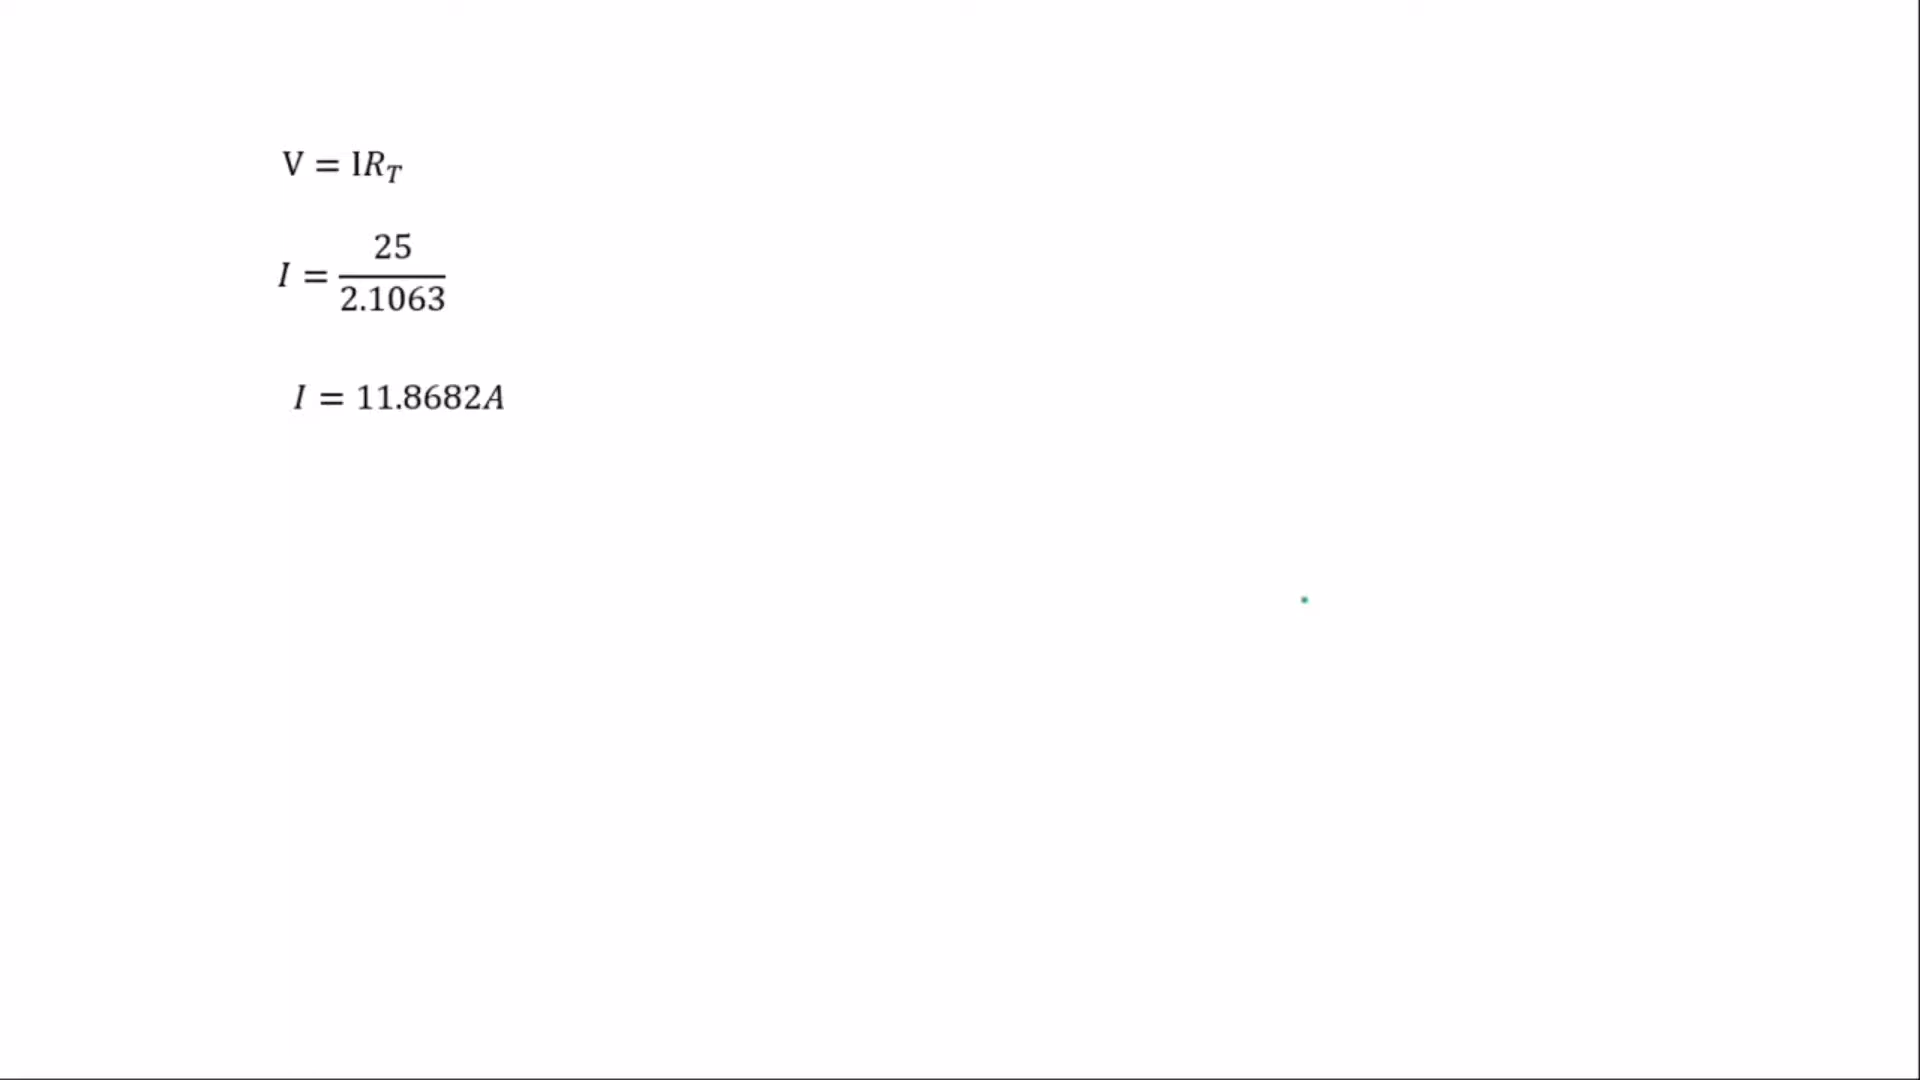 V = IR_T
I = 25/2.1063
I = 11.8682A